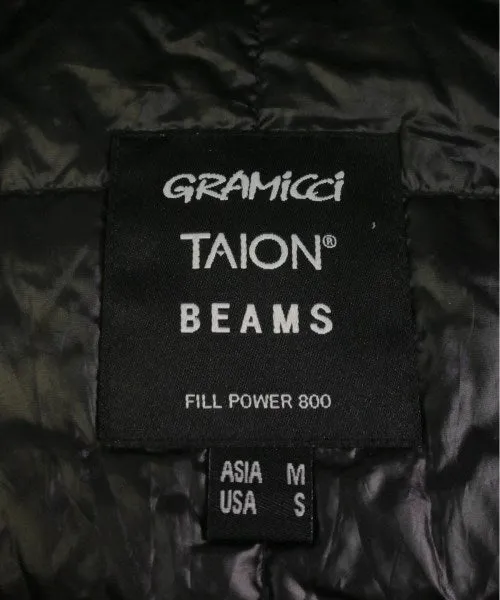 GRAMiCCi
TAION®
BEAMS
FILL POWER 800
ASIA M
USA S